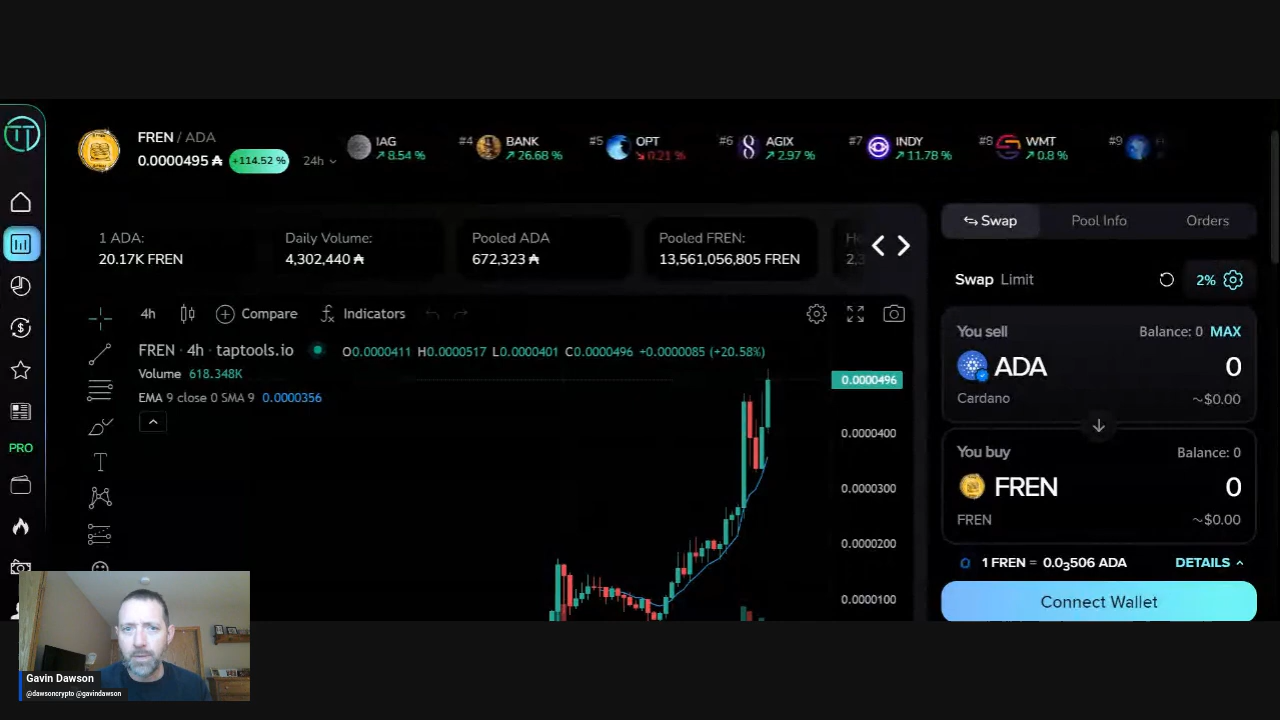 FREN / ADA
0.0000495 ₳ +114.52 % 24h
IAG
↗ 8.54 %
#4 BANK
↗ 26.68 %
#5 OPT
↘ 0.21 %
#6 AGIX
↗ 2.97 %
#7 INDY
↗ 11.78 %
#8 WMT
↗ 0.8 %
#9
1 ADA:
20.17K FREN
Daily Volume:
4,302,440 ₳
Pooled ADA
672,323 ₳
Pooled FREN:
13,561,056,805 FREN
Swap Pool Info Orders
Swap Limit 2%
4h Compare Indicators
FREN · 4h · taptools.io O0.0000411 H0.0000517 L0.0000401 C0.0000496 +0.0000085 (+20.58%)
Volume 618.348K
EMA 9 close 0 SMA 9 0.0000356
0.0000496
0.0000400
0.0000300
0.0000200
0.0000100
You sell Balance: 0 MAX
ADA 0
Cardano ~$0.00
You buy Balance: 0
FREN 0
FREN ~$0.00
1 FREN = 0.0₃506 ADA DETAILS
Connect Wallet
TT
PRO
Gavin Dawson
@dawsoncrypto @gavindawson